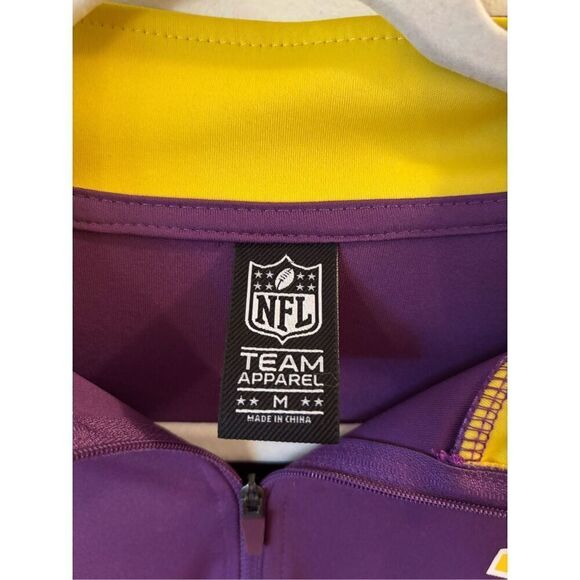 NFL
TEAM
APPAREL
★★ M ★★
MADE IN CHINA